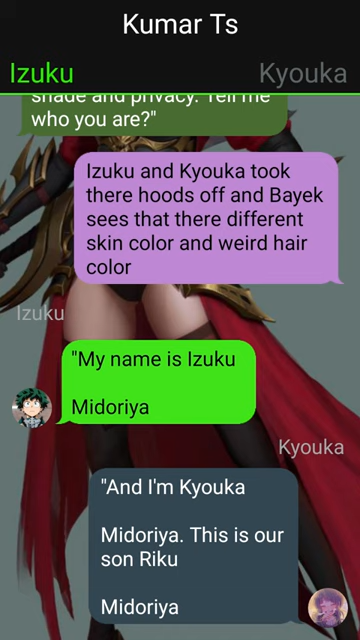 Kumar Ts
Izuku
Kyouka
shade and privacy. Tell me
who you are?"
Izuku and Kyouka took
there hoods off and Bayek
sees that there different
skin color and weird hair
color
Izuku
"My name is Izuku
Midoriya
Kyouka
"And I'm Kyouka
Midoriya. This is our
son Riku
Midoriya